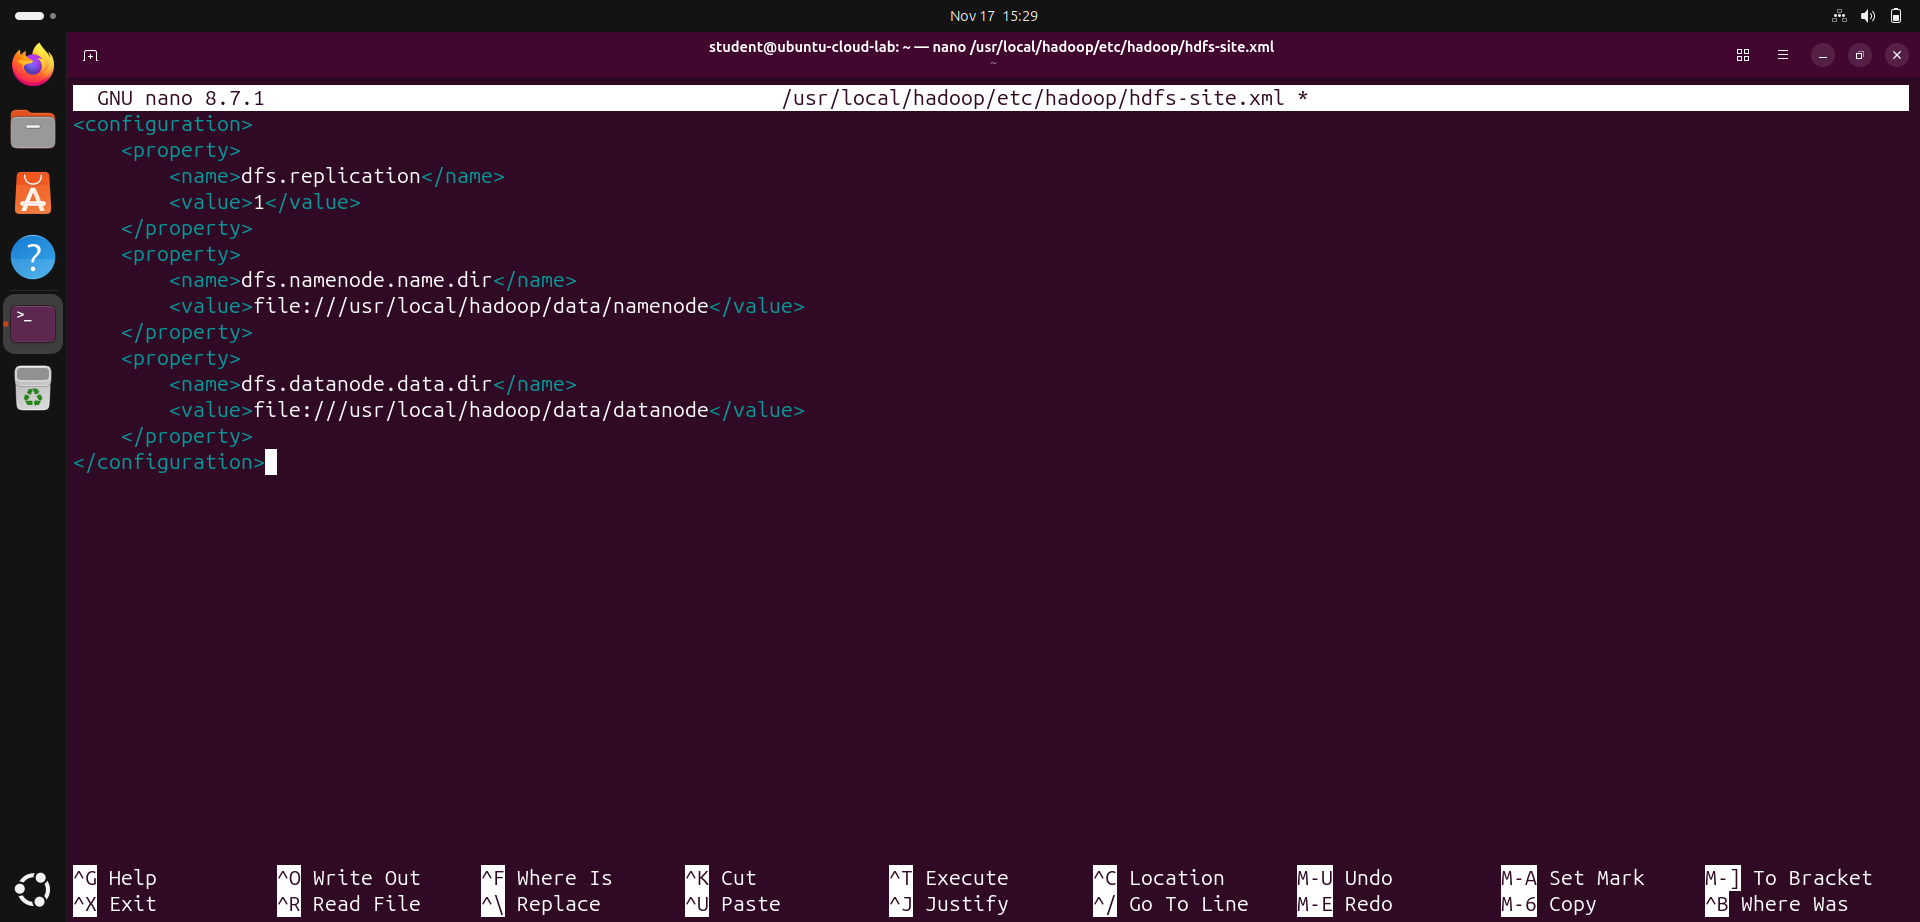 Nov 17  15:29
student@ubuntu-cloud-lab: ~ — nano /usr/local/hadoop/etc/hadoop/hdfs-site.xml
~
GNU nano 8.7.1    /usr/local/hadoop/etc/hadoop/hdfs-site.xml *
<configuration>
    <property>
        <name>dfs.replication</name>
        <value>1</value>
    </property>
    <property>
        <name>dfs.namenode.name.dir</name>
        <value>file:///usr/local/hadoop/data/namenode</value>
    </property>
    <property>
        <name>dfs.datanode.data.dir</name>
        <value>file:///usr/local/hadoop/data/datanode</value>
    </property>
</configuration>
^G Help    ^O Write Out    ^F Where Is    ^K Cut    ^T Execute    ^C Location    M-U Undo    M-A Set Mark    M-] To Bracket
^X Exit    ^R Read File    ^\ Replace    ^U Paste    ^J Justify    ^/ Go To Line    M-E Redo    M-6 Copy    ^B Where Was